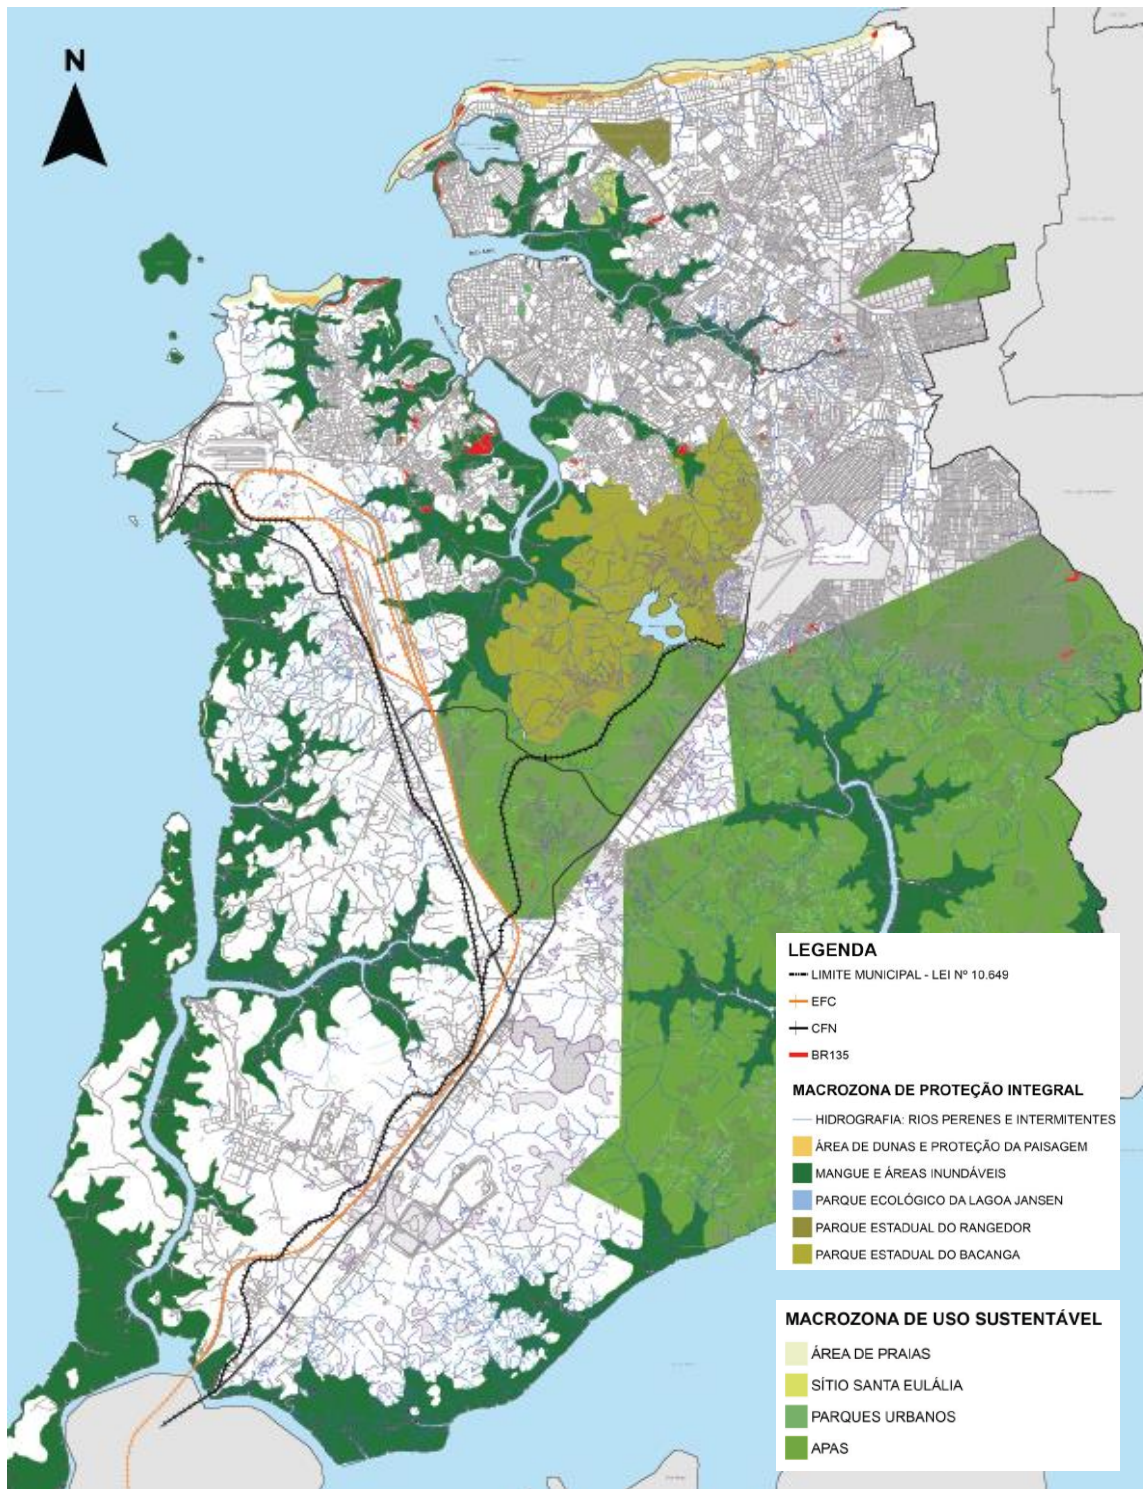 N
LEGENDA
LIMITE MUNICIPAL - LEI Nº 10.649
EFC
CFN
BR135
MACROZONA DE PROTEÇÃO INTEGRAL
HIDROGRAFIA: RIOS PERENES E INTERMITENTES
ÁREA DE DUNAS E PROTEÇÃO DA PAISAGEM
MANGUE E ÁREAS INUNDÁVEIS
PARQUE ECOLÓGICO DA LAGOA JANSEN
PARQUE ESTADUAL DO RANGEDOR
PARQUE ESTADUAL DO BACANGA
MACROZONA DE USO SUSTENTÁVEL
ÁREA DE PRAIAS
SÍTIO SANTA EULÁLIA
PARQUES URBANOS
APAS